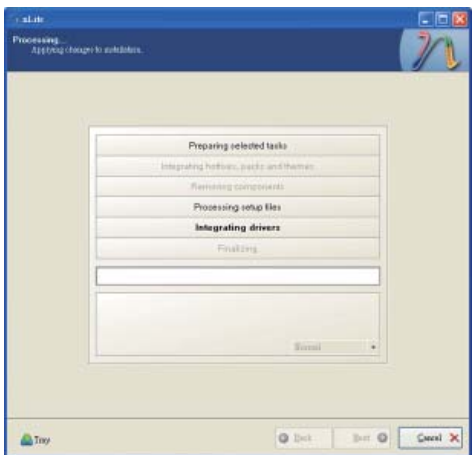 nLite
Processing...
Applying changes to installation.
Preparing selected tasks
Integrating hotfixes, packs and themes
Removing components
Processing setup files
Integrating drivers
Finalizing
Normal
Tray
Back
Next
Cancel